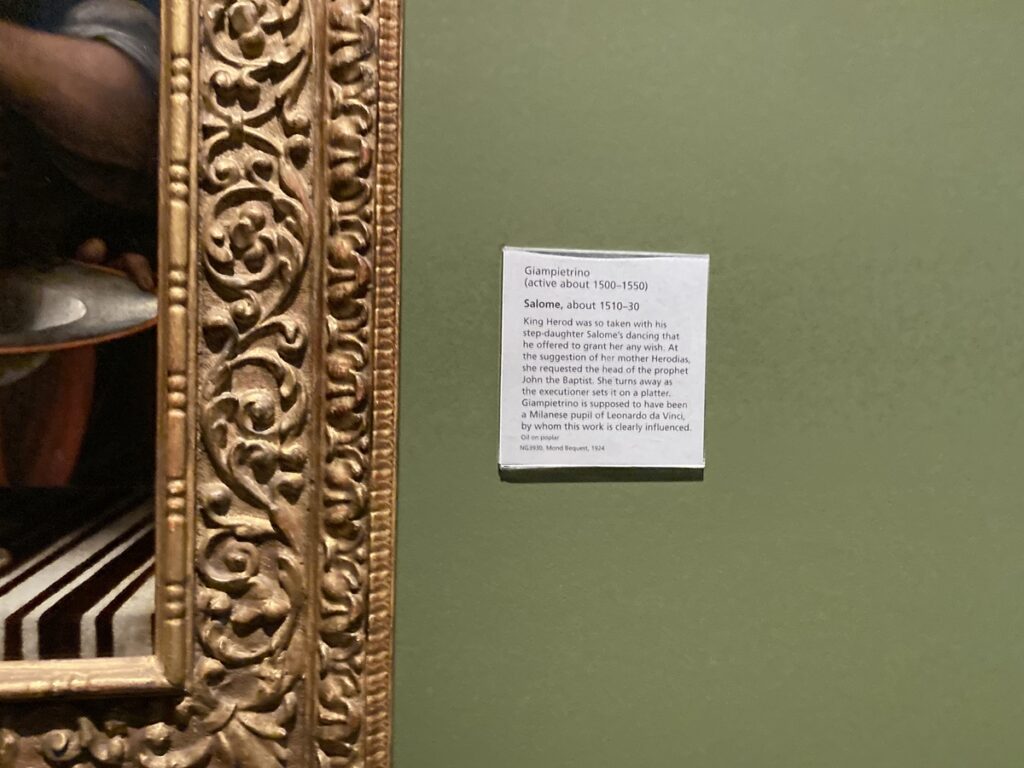 Giampietrino
(active about 1500–1550)
Salome, about 1510–30
King Herod was so taken with his
step-daughter Salome's dancing that
he offered to grant her any wish. At
the suggestion of her mother Herodias,
she requested the head of the prophet
John the Baptist. She turns away as
the executioner sets it on a platter.
Giampietrino is supposed to have been
a Milanese pupil of Leonardo da Vinci,
by whom this work is clearly influenced.
Oil on poplar
NG3930. Mond Bequest, 1924